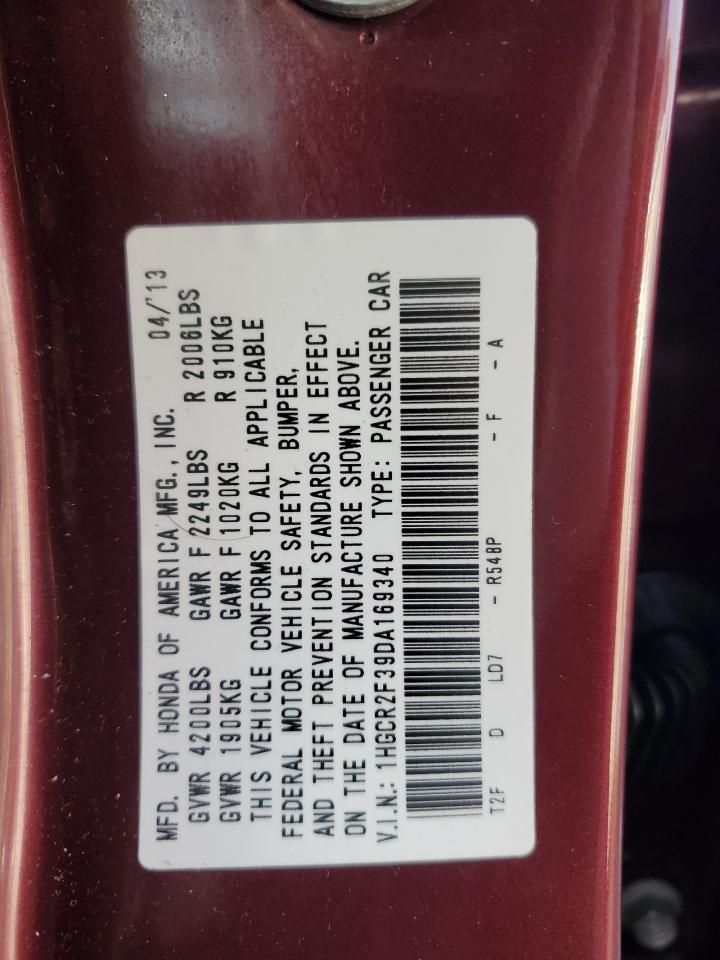 MFD. BY HONDA OF AMERICA MFG., INC. 04/'13
GVWR 4200LBS GAWR F 2249LBS R 2006LBS
GVWR 1905KG GAWR F 1020KG R 910KG
THIS VEHICLE CONFORMS TO ALL APPLICABLE
FEDERAL MOTOR VEHICLE SAFETY, BUMPER,
AND THEFT PREVENTION STANDARDS IN EFFECT
ON THE DATE OF MANUFACTURE SHOWN ABOVE.
V.I.N.: 1HGCR2F39DA169340 TYPE: PASSENGER CAR
T2F D LD7 - R548P - F - A